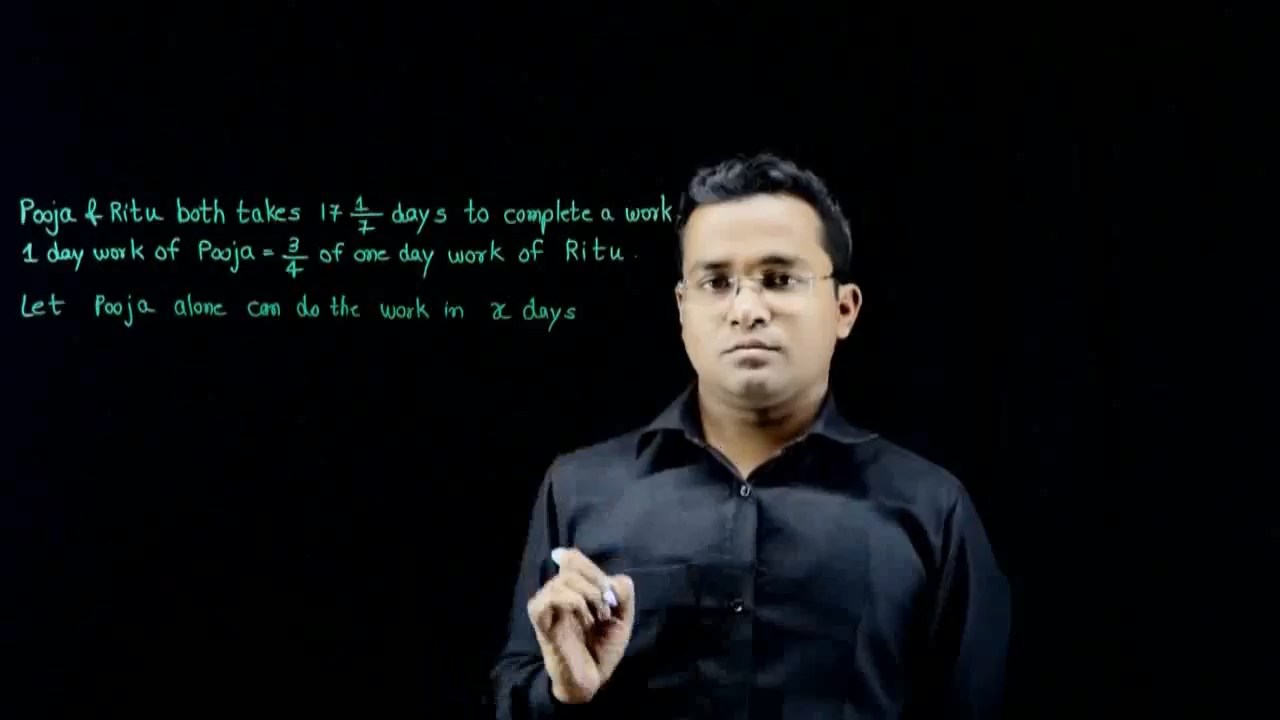 Pooja & Ritu both takes 17 1/7 days to complete a work.
1 day work of Pooja = 3/4 of one day work of Ritu.
Let Pooja alone can do the work in x days